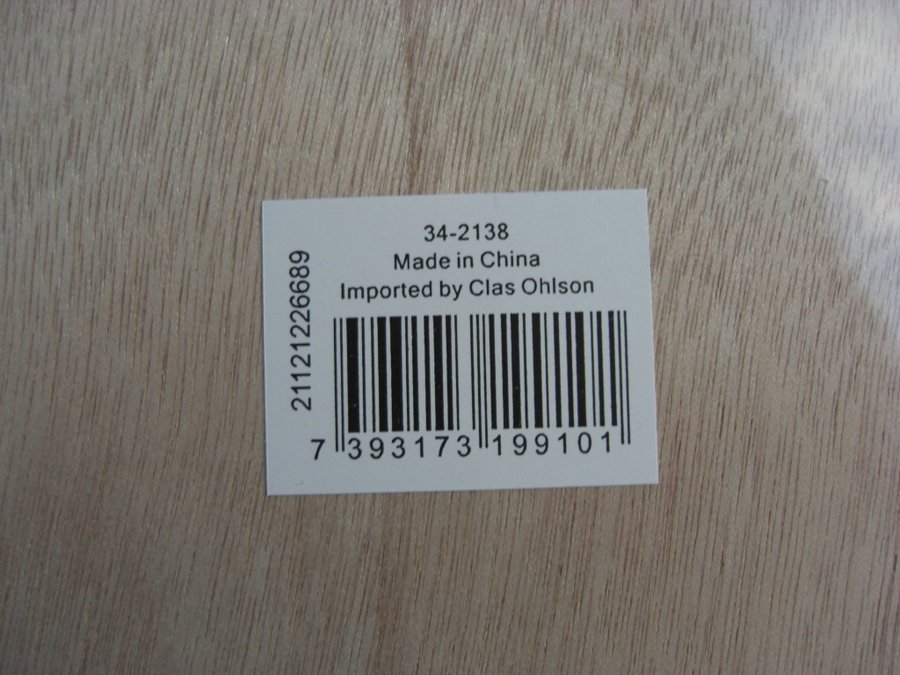 34-2138
Made in China
Imported by Clas Ohlson
21121226689
7 393173 199101